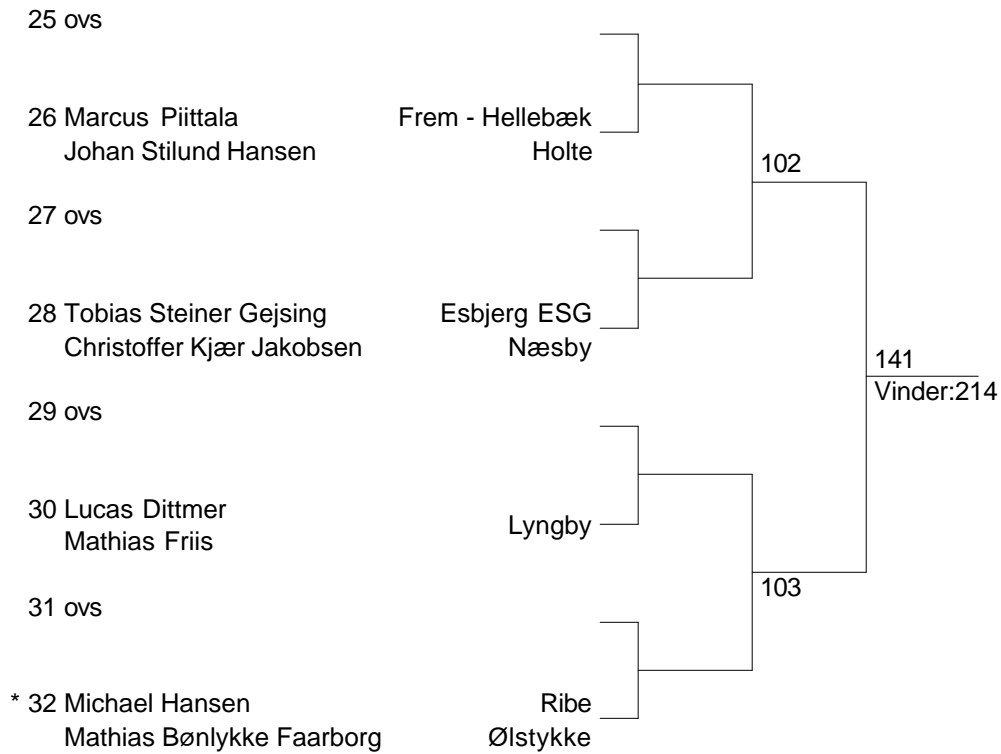 25 ovs
26 Marcus Piittala Frem - Hellebæk
Johan Stilund Hansen Holte
102
27 ovs
28 Tobias Steiner Gejsing Esbjerg ESG
Christoffer Kjær Jakobsen Næsby
141
Vinder:214
29 ovs
30 Lucas Dittmer
Lyngby
Mathias Friis
103
31 ovs
* 32 Michael Hansen Ribe
Mathias Bønlykke Faarborg Ølstykke